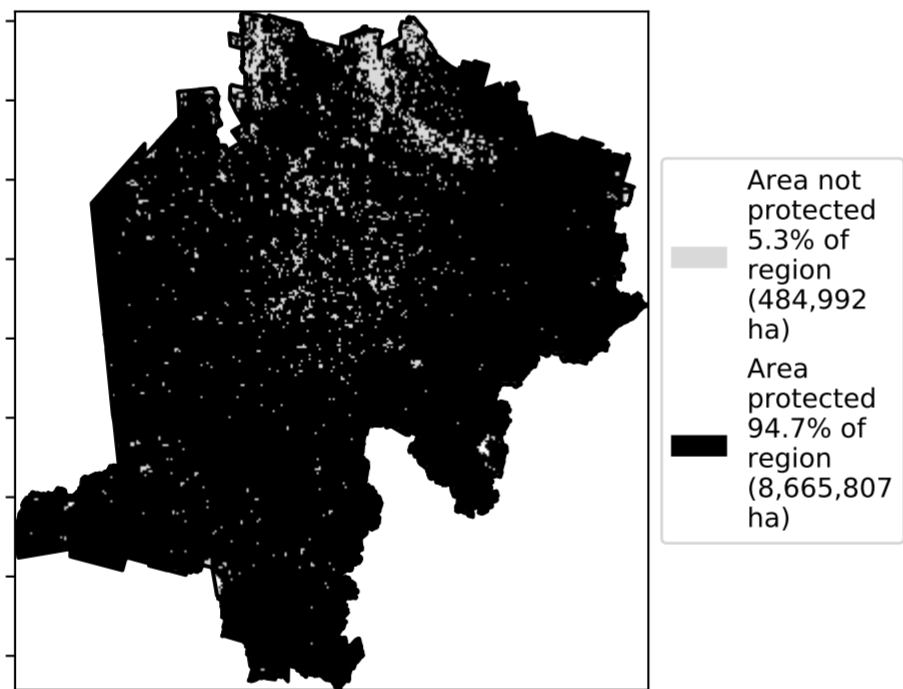 Area not
protected
5.3% of
region
(484,992
ha)
Area
protected
94.7% of
region
(8,665,807
ha)